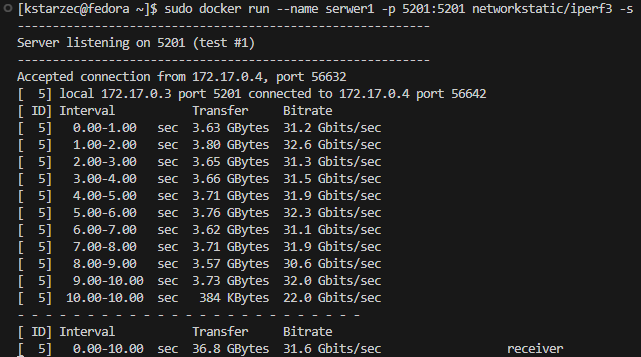 [kstarzec@fedora ~]$ sudo docker run --name serwer1 -p 5201:5201 networkstatic/iperf3 -s
-----------------------------------------------------------
Server listening on 5201 (test #1)
-----------------------------------------------------------
Accepted connection from 172.17.0.4, port 56632
[  5] local 172.17.0.3 port 5201 connected to 172.17.0.4 port 56642
[ ID] Interval           Transfer     Bitrate
[  5]   0.00-1.00   sec  3.63 GBytes  31.2 Gbits/sec
[  5]   1.00-2.00   sec  3.80 GBytes  32.6 Gbits/sec
[  5]   2.00-3.00   sec  3.65 GBytes  31.3 Gbits/sec
[  5]   3.00-4.00   sec  3.66 GBytes  31.5 Gbits/sec
[  5]   4.00-5.00   sec  3.71 GBytes  31.9 Gbits/sec
[  5]   5.00-6.00   sec  3.76 GBytes  32.3 Gbits/sec
[  5]   6.00-7.00   sec  3.62 GBytes  31.1 Gbits/sec
[  5]   7.00-8.00   sec  3.71 GBytes  31.9 Gbits/sec
[  5]   8.00-9.00   sec  3.57 GBytes  30.6 Gbits/sec
[  5]   9.00-10.00  sec  3.73 GBytes  32.0 Gbits/sec
[  5]  10.00-10.00  sec   384 KBytes  22.0 Gbits/sec
- - - - - - - - - - - - - - - - - - - - - - - - -
[ ID] Interval           Transfer     Bitrate
[  5]   0.00-10.00  sec  36.8 GBytes  31.6 Gbits/sec                  receiver